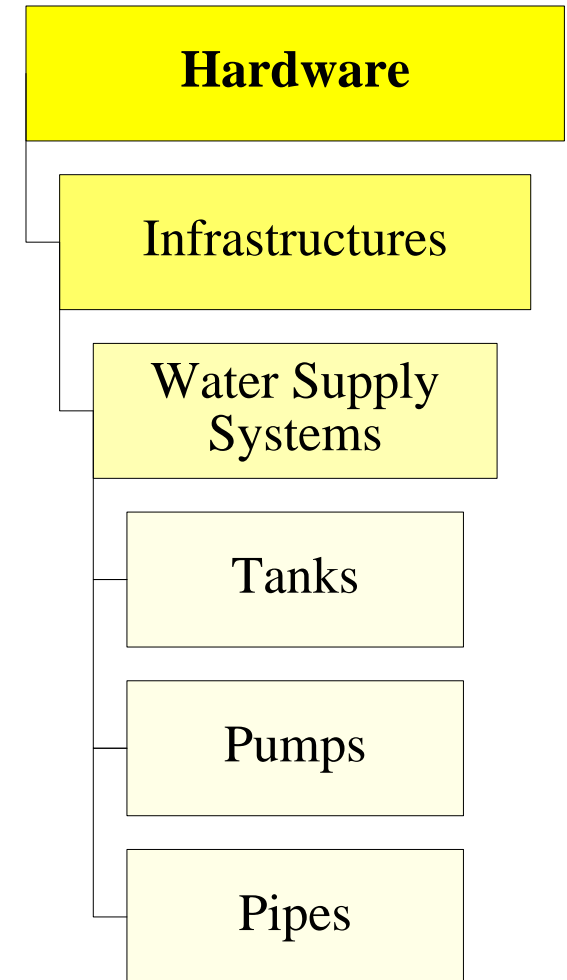 Hardware
Infrastructures
Water Supply
Systems
Tanks
Pumps
Pipes